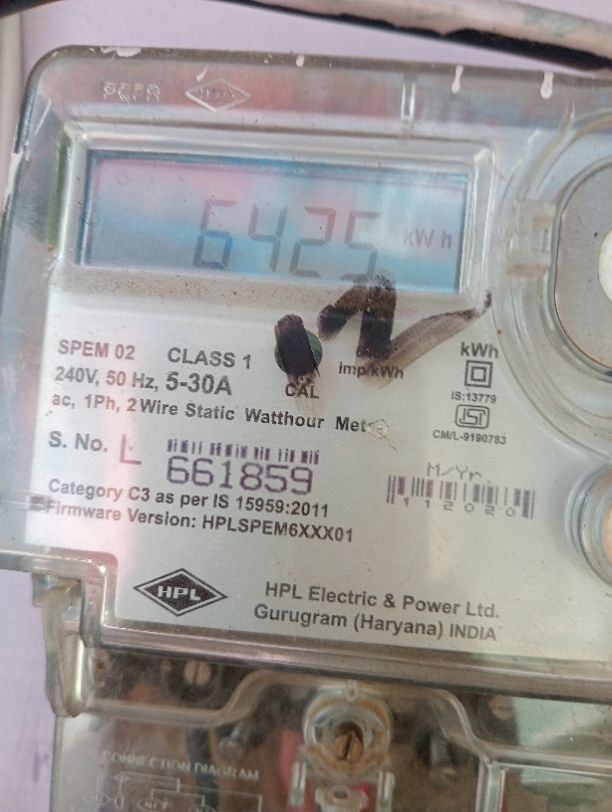 6425 kWh
SPEM 02 CLASS 1
imp/kWh
kWh
240V, 50 Hz, 5-30A
CAL
IS:13779
ac, 1Ph, 2 Wire Static Watthour
CM/L-9190783
S. No. L 661859
M/Yr.
112020
Category C3 as per IS 15959:2011
Firmware Version: HPLSPEM6XXX01
HPL
HPL Electric & Power Ltd.
Gurugram (Haryana) INDIA
CONNECTION DIAGRAM